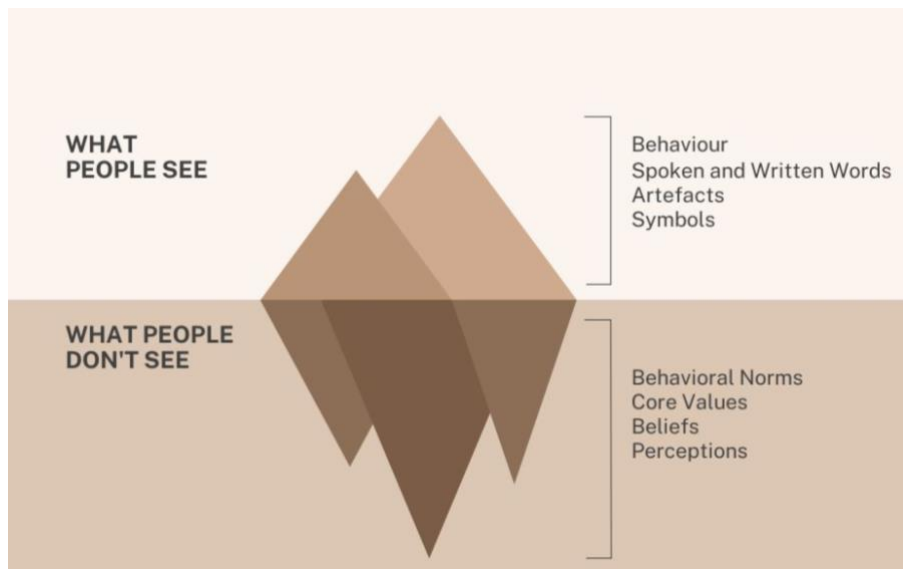 WHAT
PEOPLE SEE
Behaviour
Spoken and Written Words
Artefacts
Symbols
WHAT PEOPLE
DON'T SEE
Behavioral Norms
Core Values
Beliefs
Perceptions